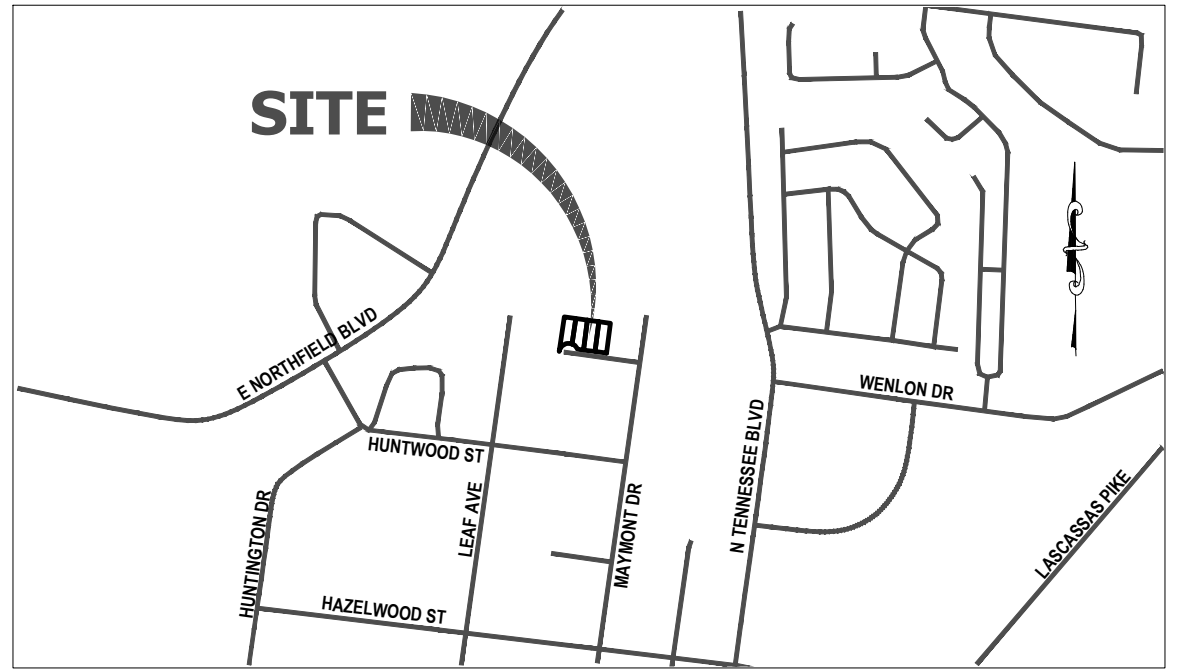 SITE
E NORTHFIELD BLVD
WENLON DR
HUNTWOOD ST
N TENNESSEE BLVD
LEAF AVE
MAYMONT DR
LASCASSAS PIKE
HUNTINGTON DR
HAZELWOOD ST